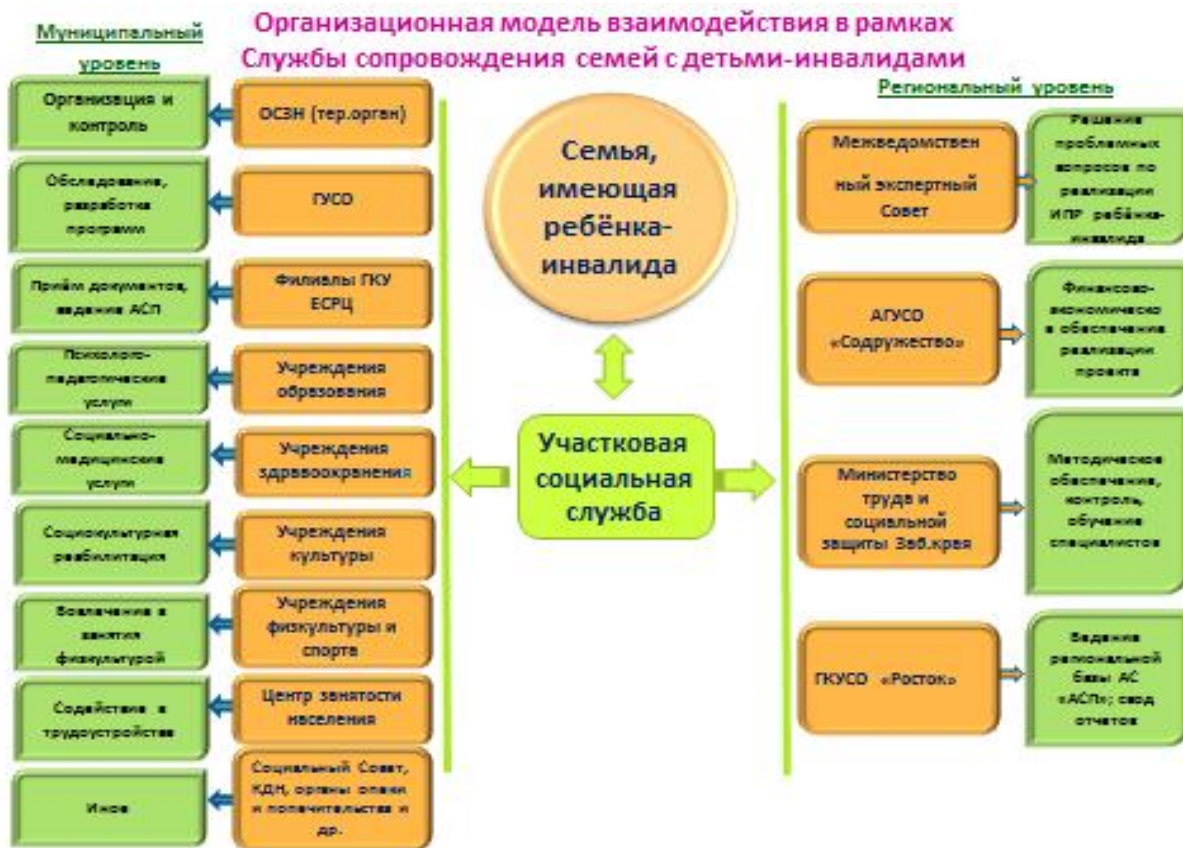 Организационная модель взаимодействия в рамках
Службы сопровождения семей с детьми-инвалидами
Муниципальный
уровень
Организация и
контроль
ОСЗН (тер.орган)
Обследование,
разработка
программ
ГУСО
Приём документов,
ведение АСП
Филивлы ГКУ
ЕСРЦ
Психолого-
педагогические
услуги
Учреждения
образования
Социально-
медицинские
услуги
Учреждения
здравоохранения
Социокультурная
реабилитация
Учреждения
культуры
Вовлечение в
занятия
физкультурой
Учреждения
физкультуры и
спорта
Содействие в
трудоустройстве
Центр занятости
населения
Иное
Социальный Совет,
КДН, органы опеки
и попечительства и
др.
Семья,
имеющая
ребёнка-
инвалида
Участковая
социальная
служба
Региональный уровень
Межведомствен
ный экспертный
Совет
Решение
проблемных
вопросов по
реализации
ИПР ребёнка-
инвалида
АГУСО
«Содружество»
Финансово-
экономическо
е обеспечение
реализации
проекта
Министерство
труда и
социальной
защиты Заб.края
Методическое
обеспечение,
контроль,
обучение
специалистов
ГКУСО «Росток»
Ведение
региональной
базы АС
«АСП»; свод
отчетов